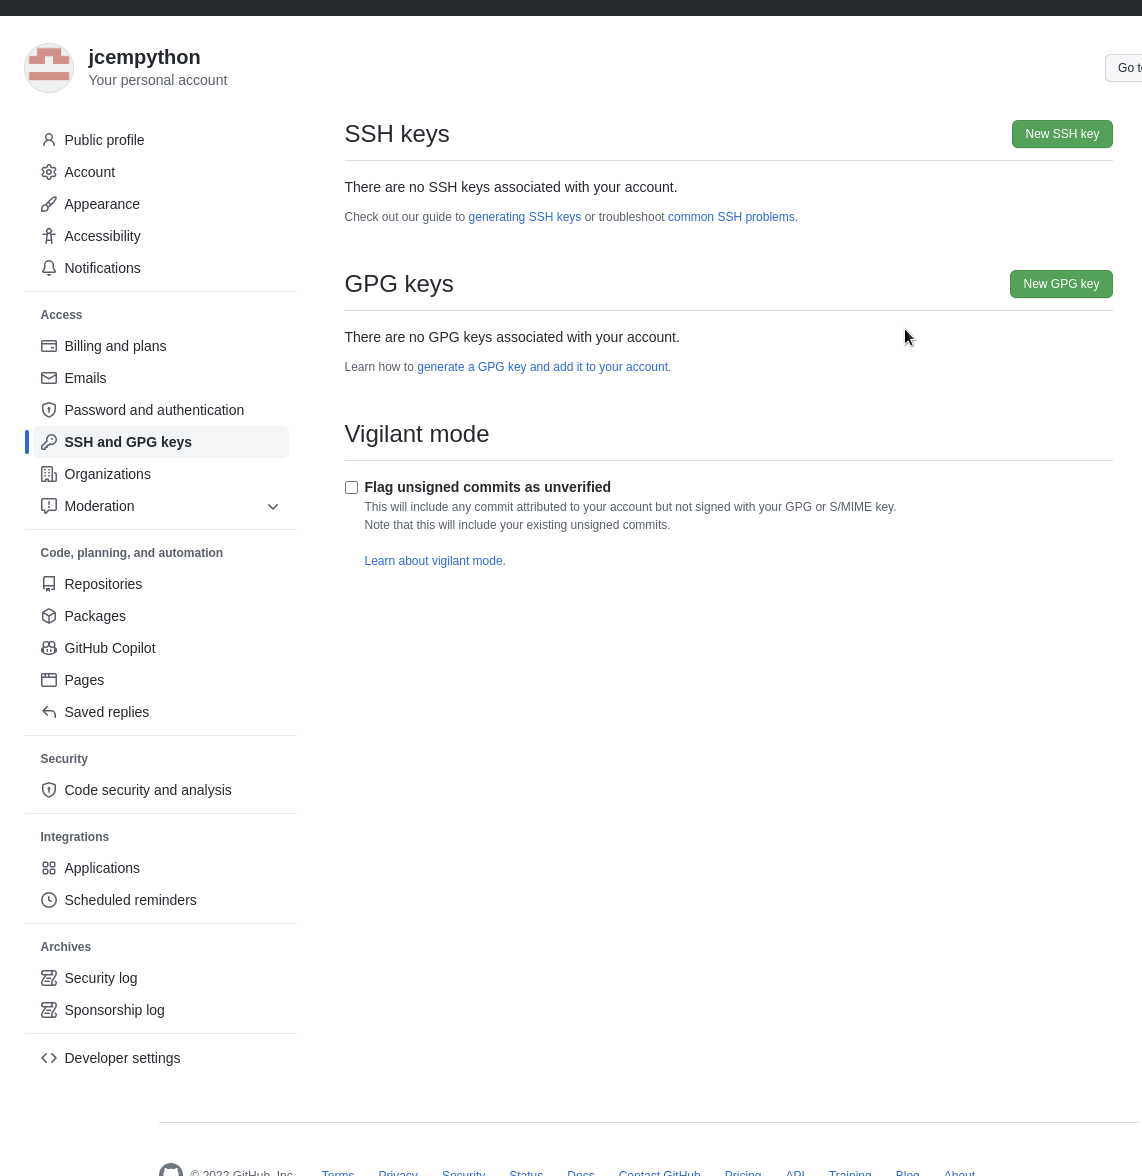 jcempython
Your personal account
Go
Public profile
Account
Appearance
Accessibility
Notifications
Access
Billing and plans
Emails
Password and authentication
SSH and GPG keys
Organizations
Moderation
Code, planning, and automation
Repositories
Packages
GitHub Copilot
Pages
Saved replies
Security
Code security and analysis
Integrations
Applications
Scheduled reminders
Archives
Security log
Sponsorship log
Developer settings
SSH keys
New SSH key
There are no SSH keys associated with your account.
Check out our guide to generating SSH keys or troubleshoot common SSH problems.
GPG keys
New GPG key
There are no GPG keys associated with your account.
Learn how to generate a GPG key and add it to your account.
Vigilant mode
Flag unsigned commits as unverified
This will include any commit attributed to your account but not signed with your GPG or S/MIME key.
Note that this will include your existing unsigned commits.
Learn about vigilant mode.
© 2022 GitHub, Inc. Terms Privacy Security Status Docs Contact GitHub Pricing API Training Blog About